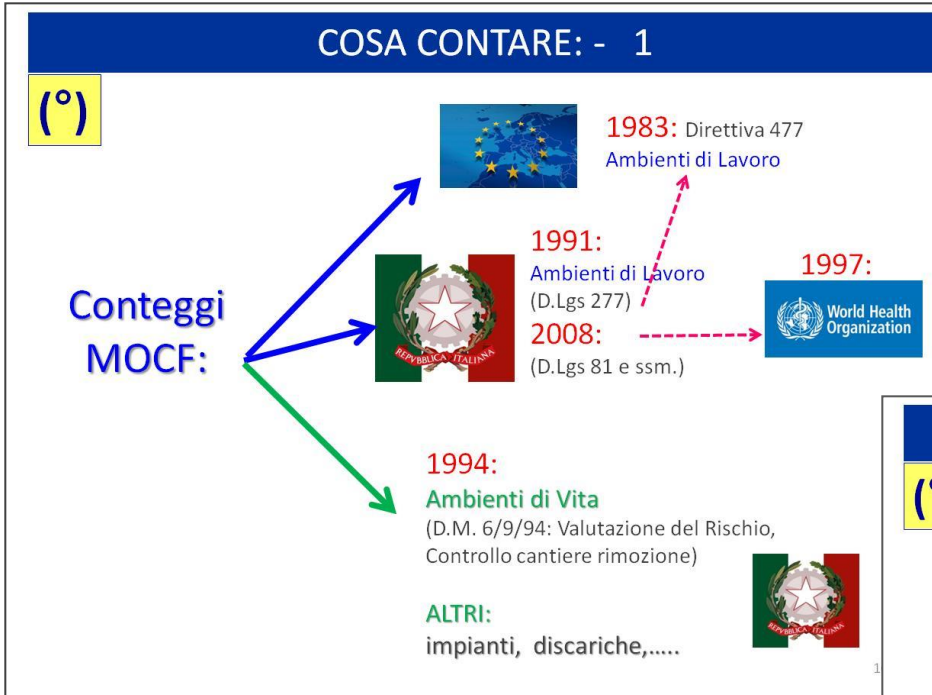 COSA CONTARE: - 1
(°)
1983: Direttiva 477
Ambienti di Lavoro
1991:
Ambienti di Lavoro
(D.Lgs 277)
2008:
(D.Lgs 81 e ssm.)
1997:
World Health
Organization
REPVBBLICA ITALIANA
Conteggi
MOCF:
1994:
Ambienti di Vita
(D.M. 6/9/94: Valutazione del Rischio,
Controllo cantiere rimozione)
ALTRI:
impianti, discariche,.....
REPVBBLICA ITALIANA
1
(°